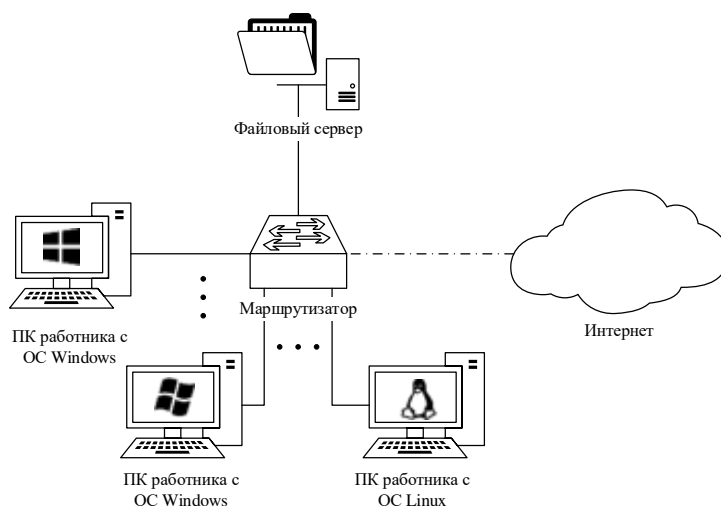 Файловый сервер
Маршрутизатор
Интернет
ПК работника с
ОС Windows
ПК работника с
ОС Windows
ПК работника с
ОС Linux